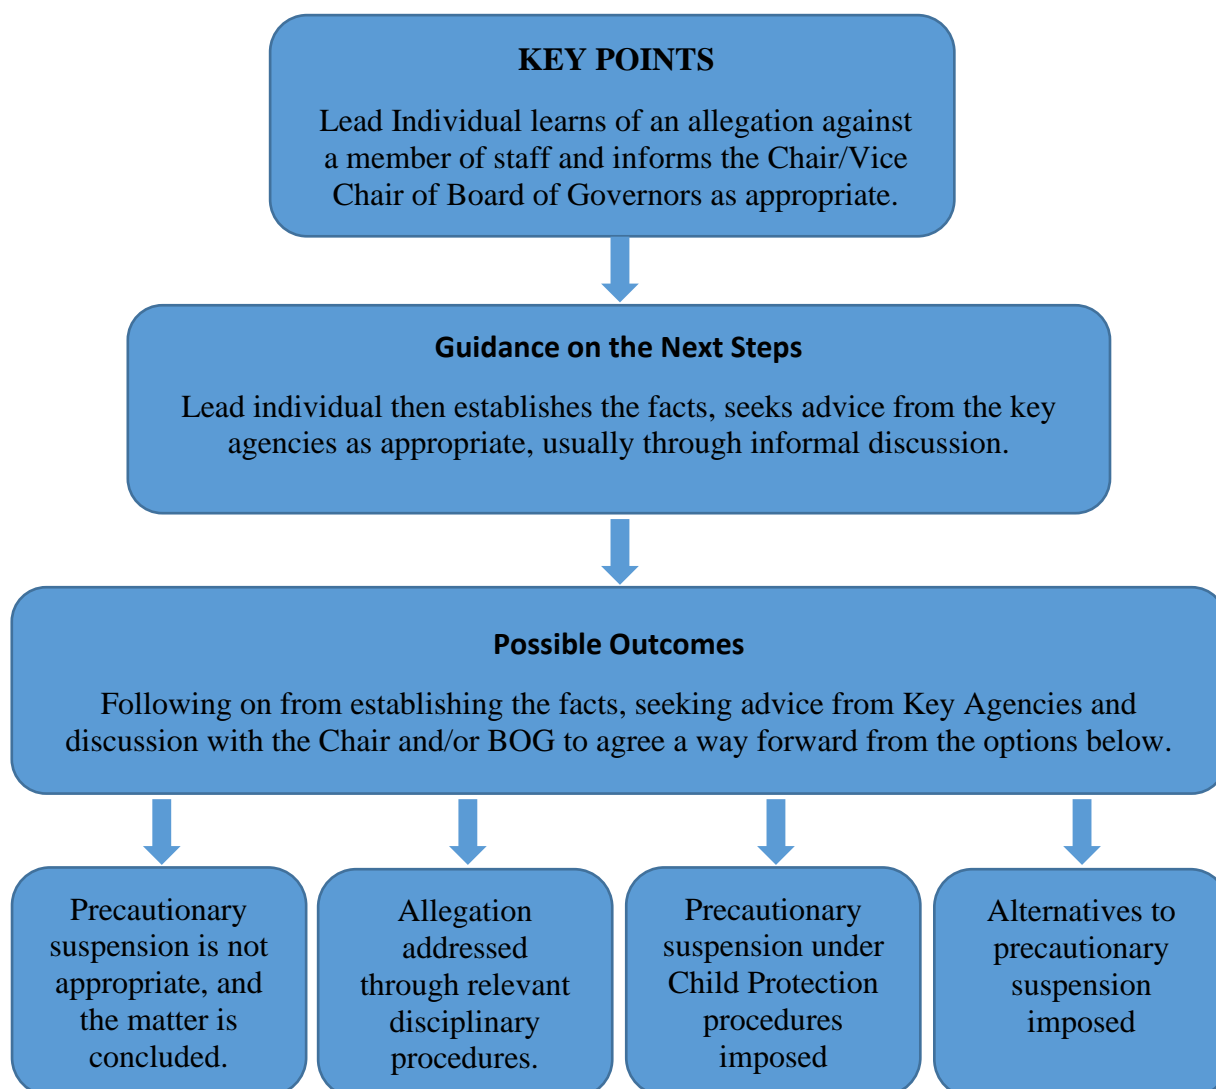 KEY POINTS
Lead Individual learns of an allegation against
a member of staff and informs the Chair/Vice
Chair of Board of Governors as appropriate.
Guidance on the Next Steps
Lead individual then establishes the facts, seeks advice from the key
agencies as appropriate, usually through informal discussion.
Possible Outcomes
Following on from establishing the facts, seeking advice from Key Agencies and
discussion with the Chair and/or BOG to agree a way forward from the options below.
Precautionary
suspension is not
appropriate, and
the matter is
concluded.
Allegation
addressed
through relevant
disciplinary
procedures.
Precautionary
suspension under
Child Protection
procedures
imposed
Alternatives to
precautionary
suspension
imposed